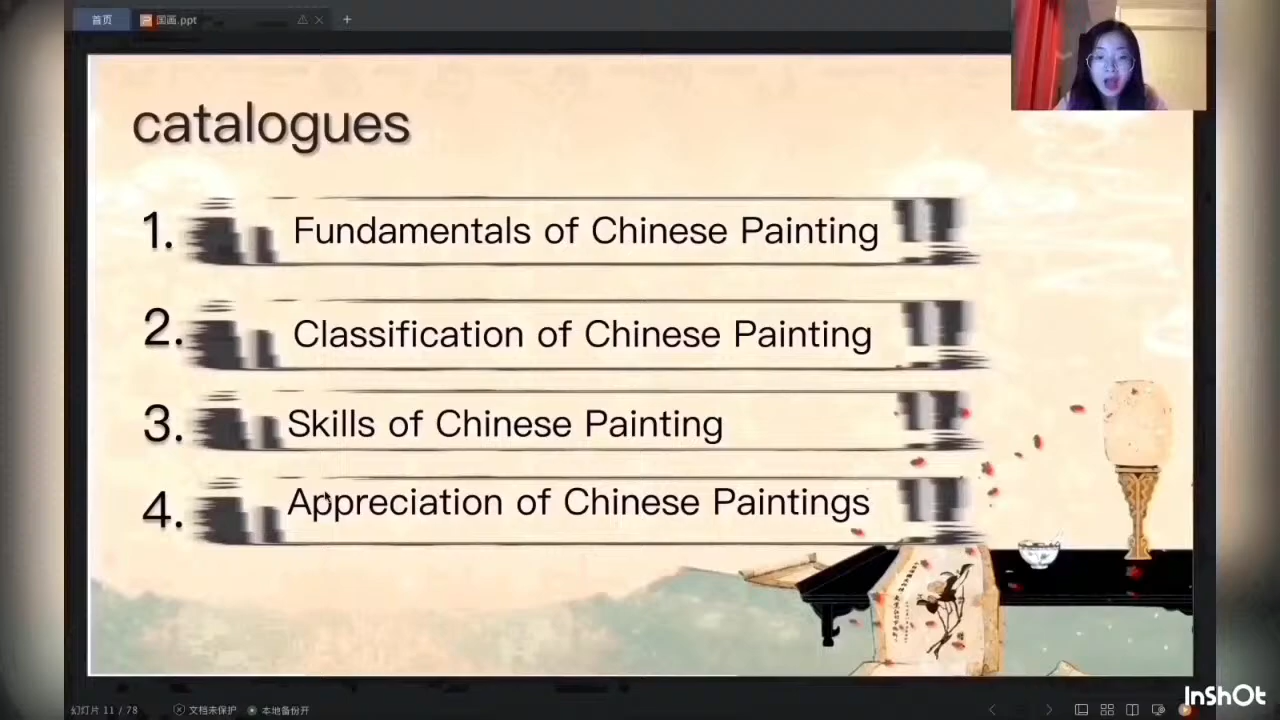 首页
国画.ppt
catalogues
1. Fundamentals of Chinese Painting
2. Classification of Chinese Painting
3. Skills of Chinese Painting
4. Appreciation of Chinese Paintings
幻灯片 11 / 78
文档未保护
本地备份开
InShOt